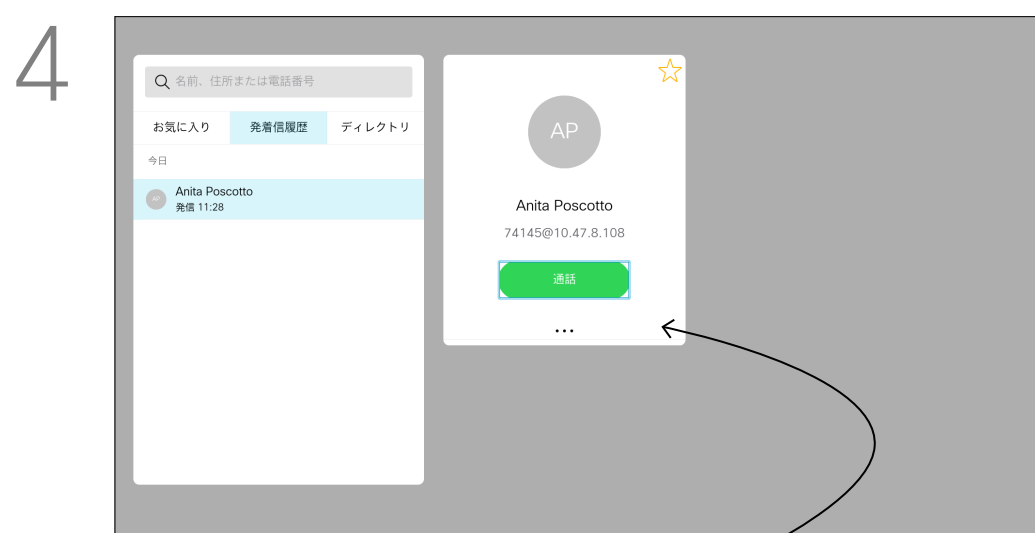 4
名前、住所または電話番号
お気に入り 発着信履歴 ディレクトリ
今日
AP Anita Poscotto
発信 11:28
AP
Anita Poscotto
74145@10.47.8.108
通話